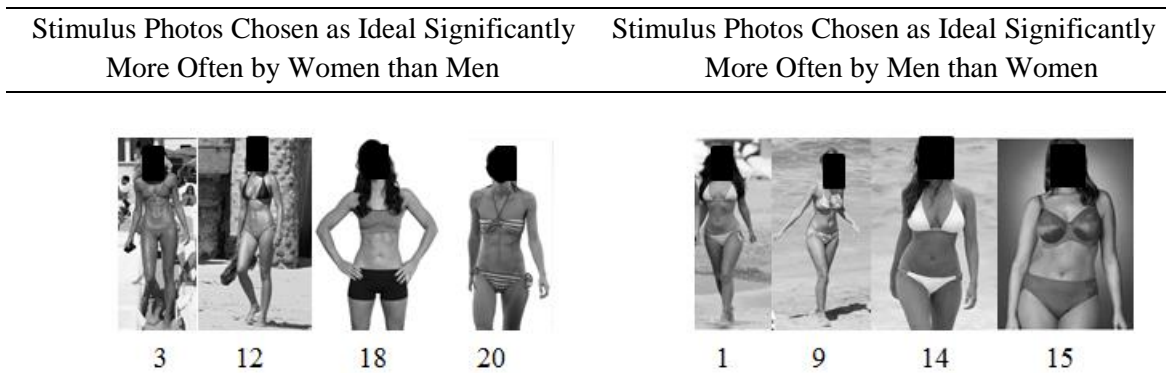 Stimulus Photos Chosen as Ideal Significantly
More Often by Women than Men
Stimulus Photos Chosen as Ideal Significantly
More Often by Men than Women
3 12 18 20
1 9 14 15